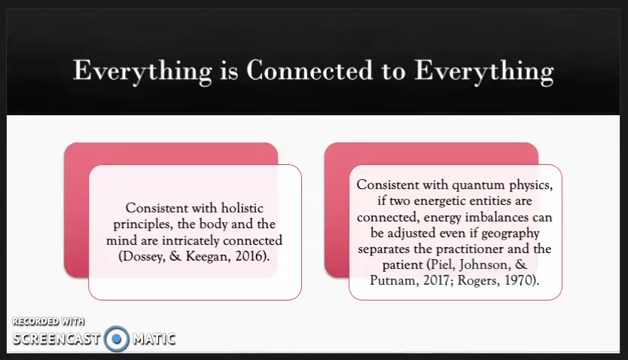 Everything is Connected to Everything
Consistent with holistic
principles, the body and the
mind are intricately connected
(Dossey, & Keegan, 2016).
Consistent with quantum physics,
if two energetic entities are
connected, energy imbalances can
be adjusted even if geography
separates the practitioner and the
patient (Piel, Johnson, &
Putnam, 2017; Rogers, 1970).
RECORDED WITH
SCREENCAST MATIC